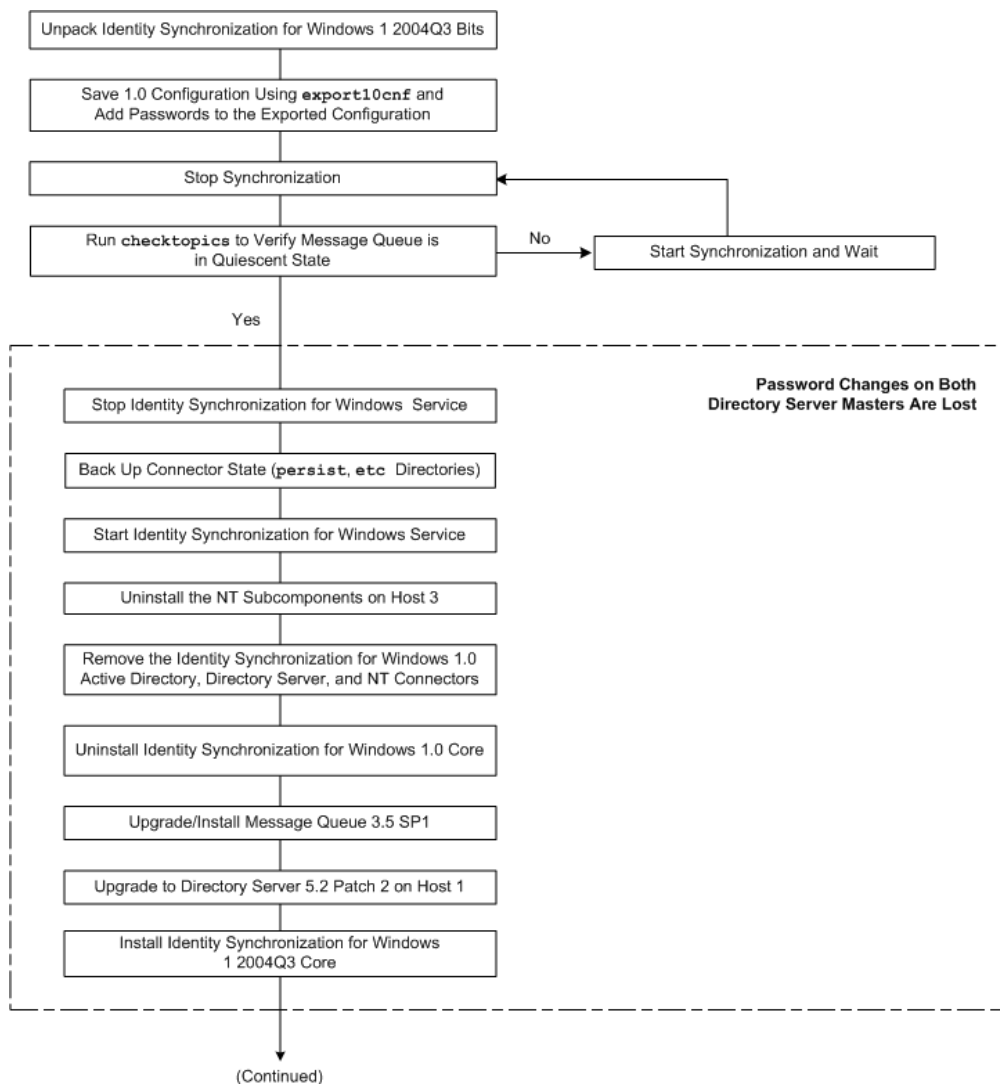 Unpack Identity Synchronization for Windows 1 2004Q3 Bits
Save 1.0 Configuration Using export10cnf and
Add Passwords to the Exported Configuration
Stop Synchronization
Run checktopics to Verify Message Queue is
in Quiescent State
No
Start Synchronization and Wait
Yes
Password Changes on Both
Directory Server Masters Are Lost
Stop Identity Synchronization for Windows Service
Back Up Connector State (persist, etc Directories)
Start Identity Synchronization for Windows Service
Uninstall the NT Subcomponents on Host 3
Remove the Identity Synchronization for Windows 1.0
Active Directory, Directory Server, and NT Connectors
Uninstall Identity Synchronization for Windows 1.0 Core
Upgrade/Install Message Queue 3.5 SP1
Upgrade to Directory Server 5.2 Patch 2 on Host 1
Install Identity Synchronization for Windows
1 2004Q3 Core
(Continued)